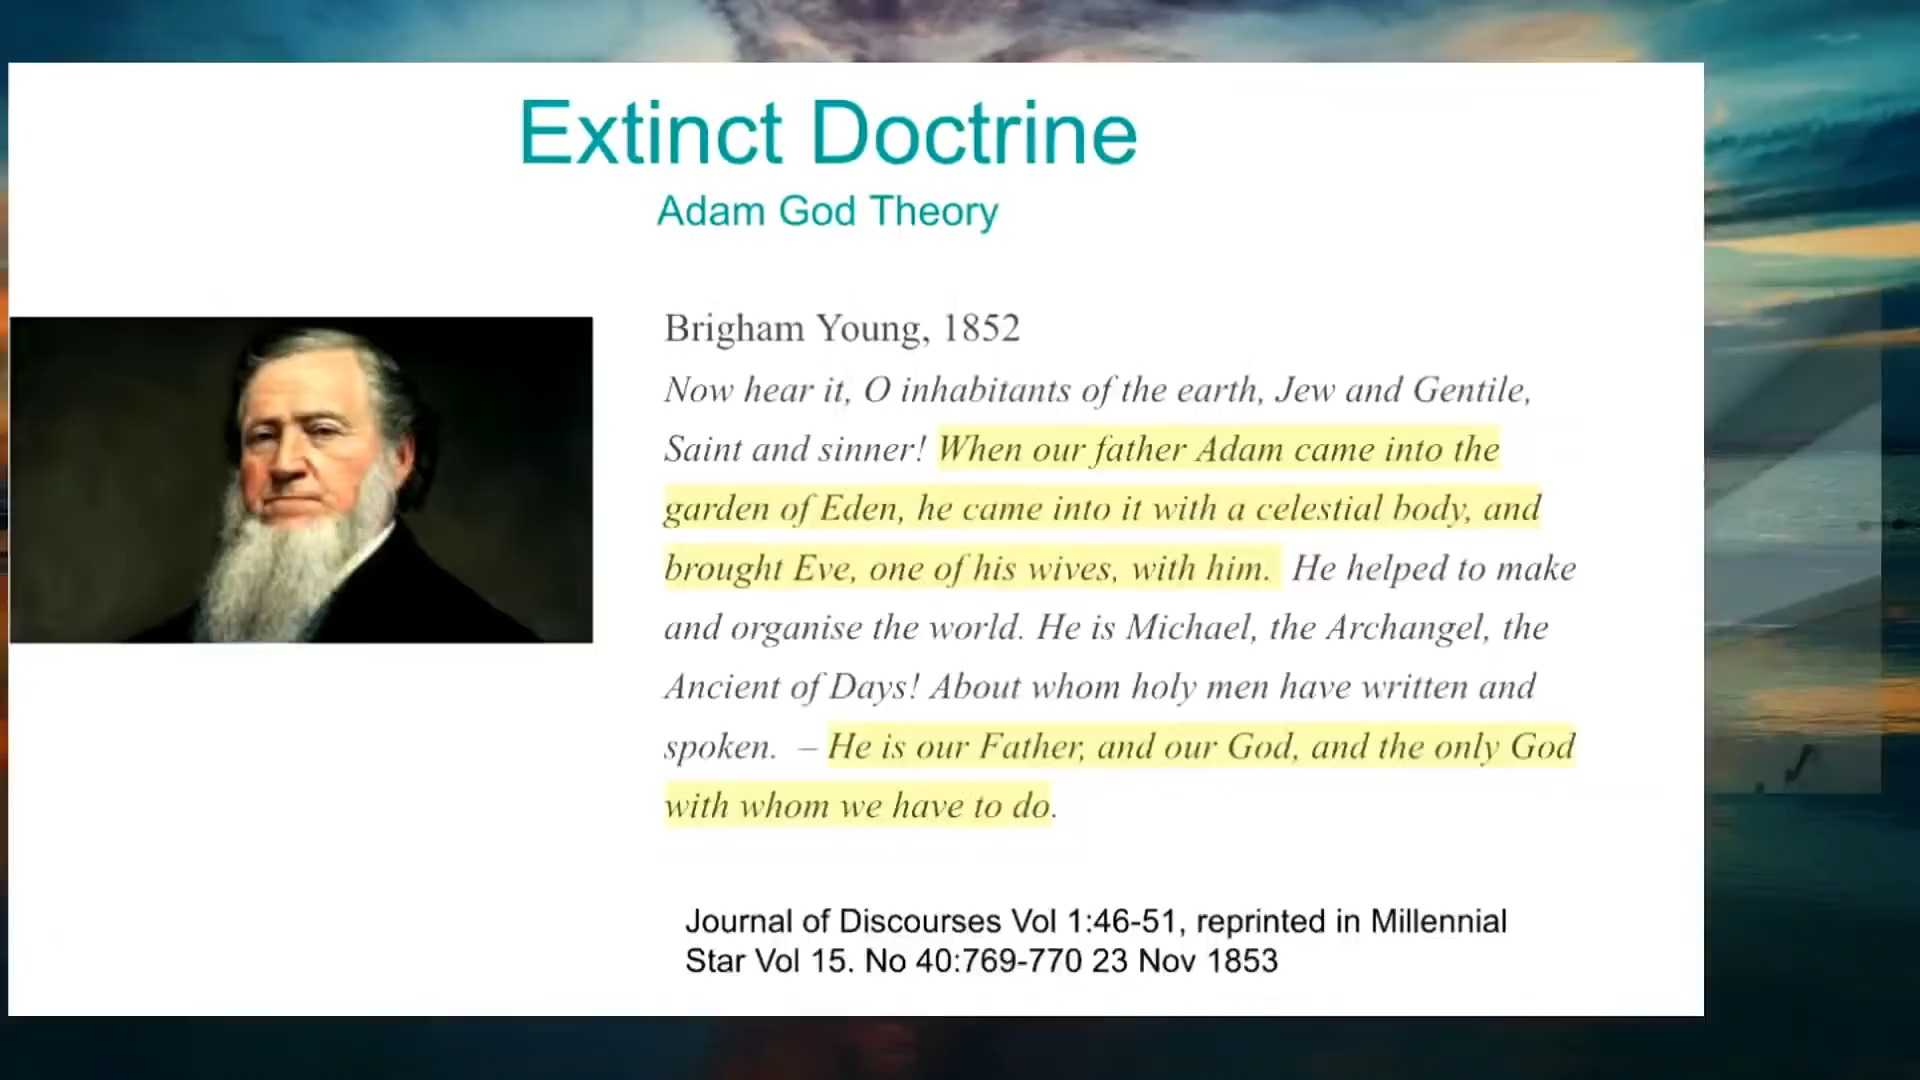 Extinct Doctrine
Adam God Theory
Brigham Young, 1852
Now hear it, O inhabitants of the earth, Jew and Gentile,
Saint and sinner! When our father Adam came into the
garden of Eden, he came into it with a celestial body, and
brought Eve, one of his wives, with him. He helped to make
and organise the world. He is Michael, the Archangel, the
Ancient of Days! About whom holy men have written and
spoken. – He is our Father, and our God, and the only God
with whom we have to do.
Journal of Discourses Vol 1:46-51, reprinted in Millennial
Star Vol 15. No 40:769-770 23 Nov 1853